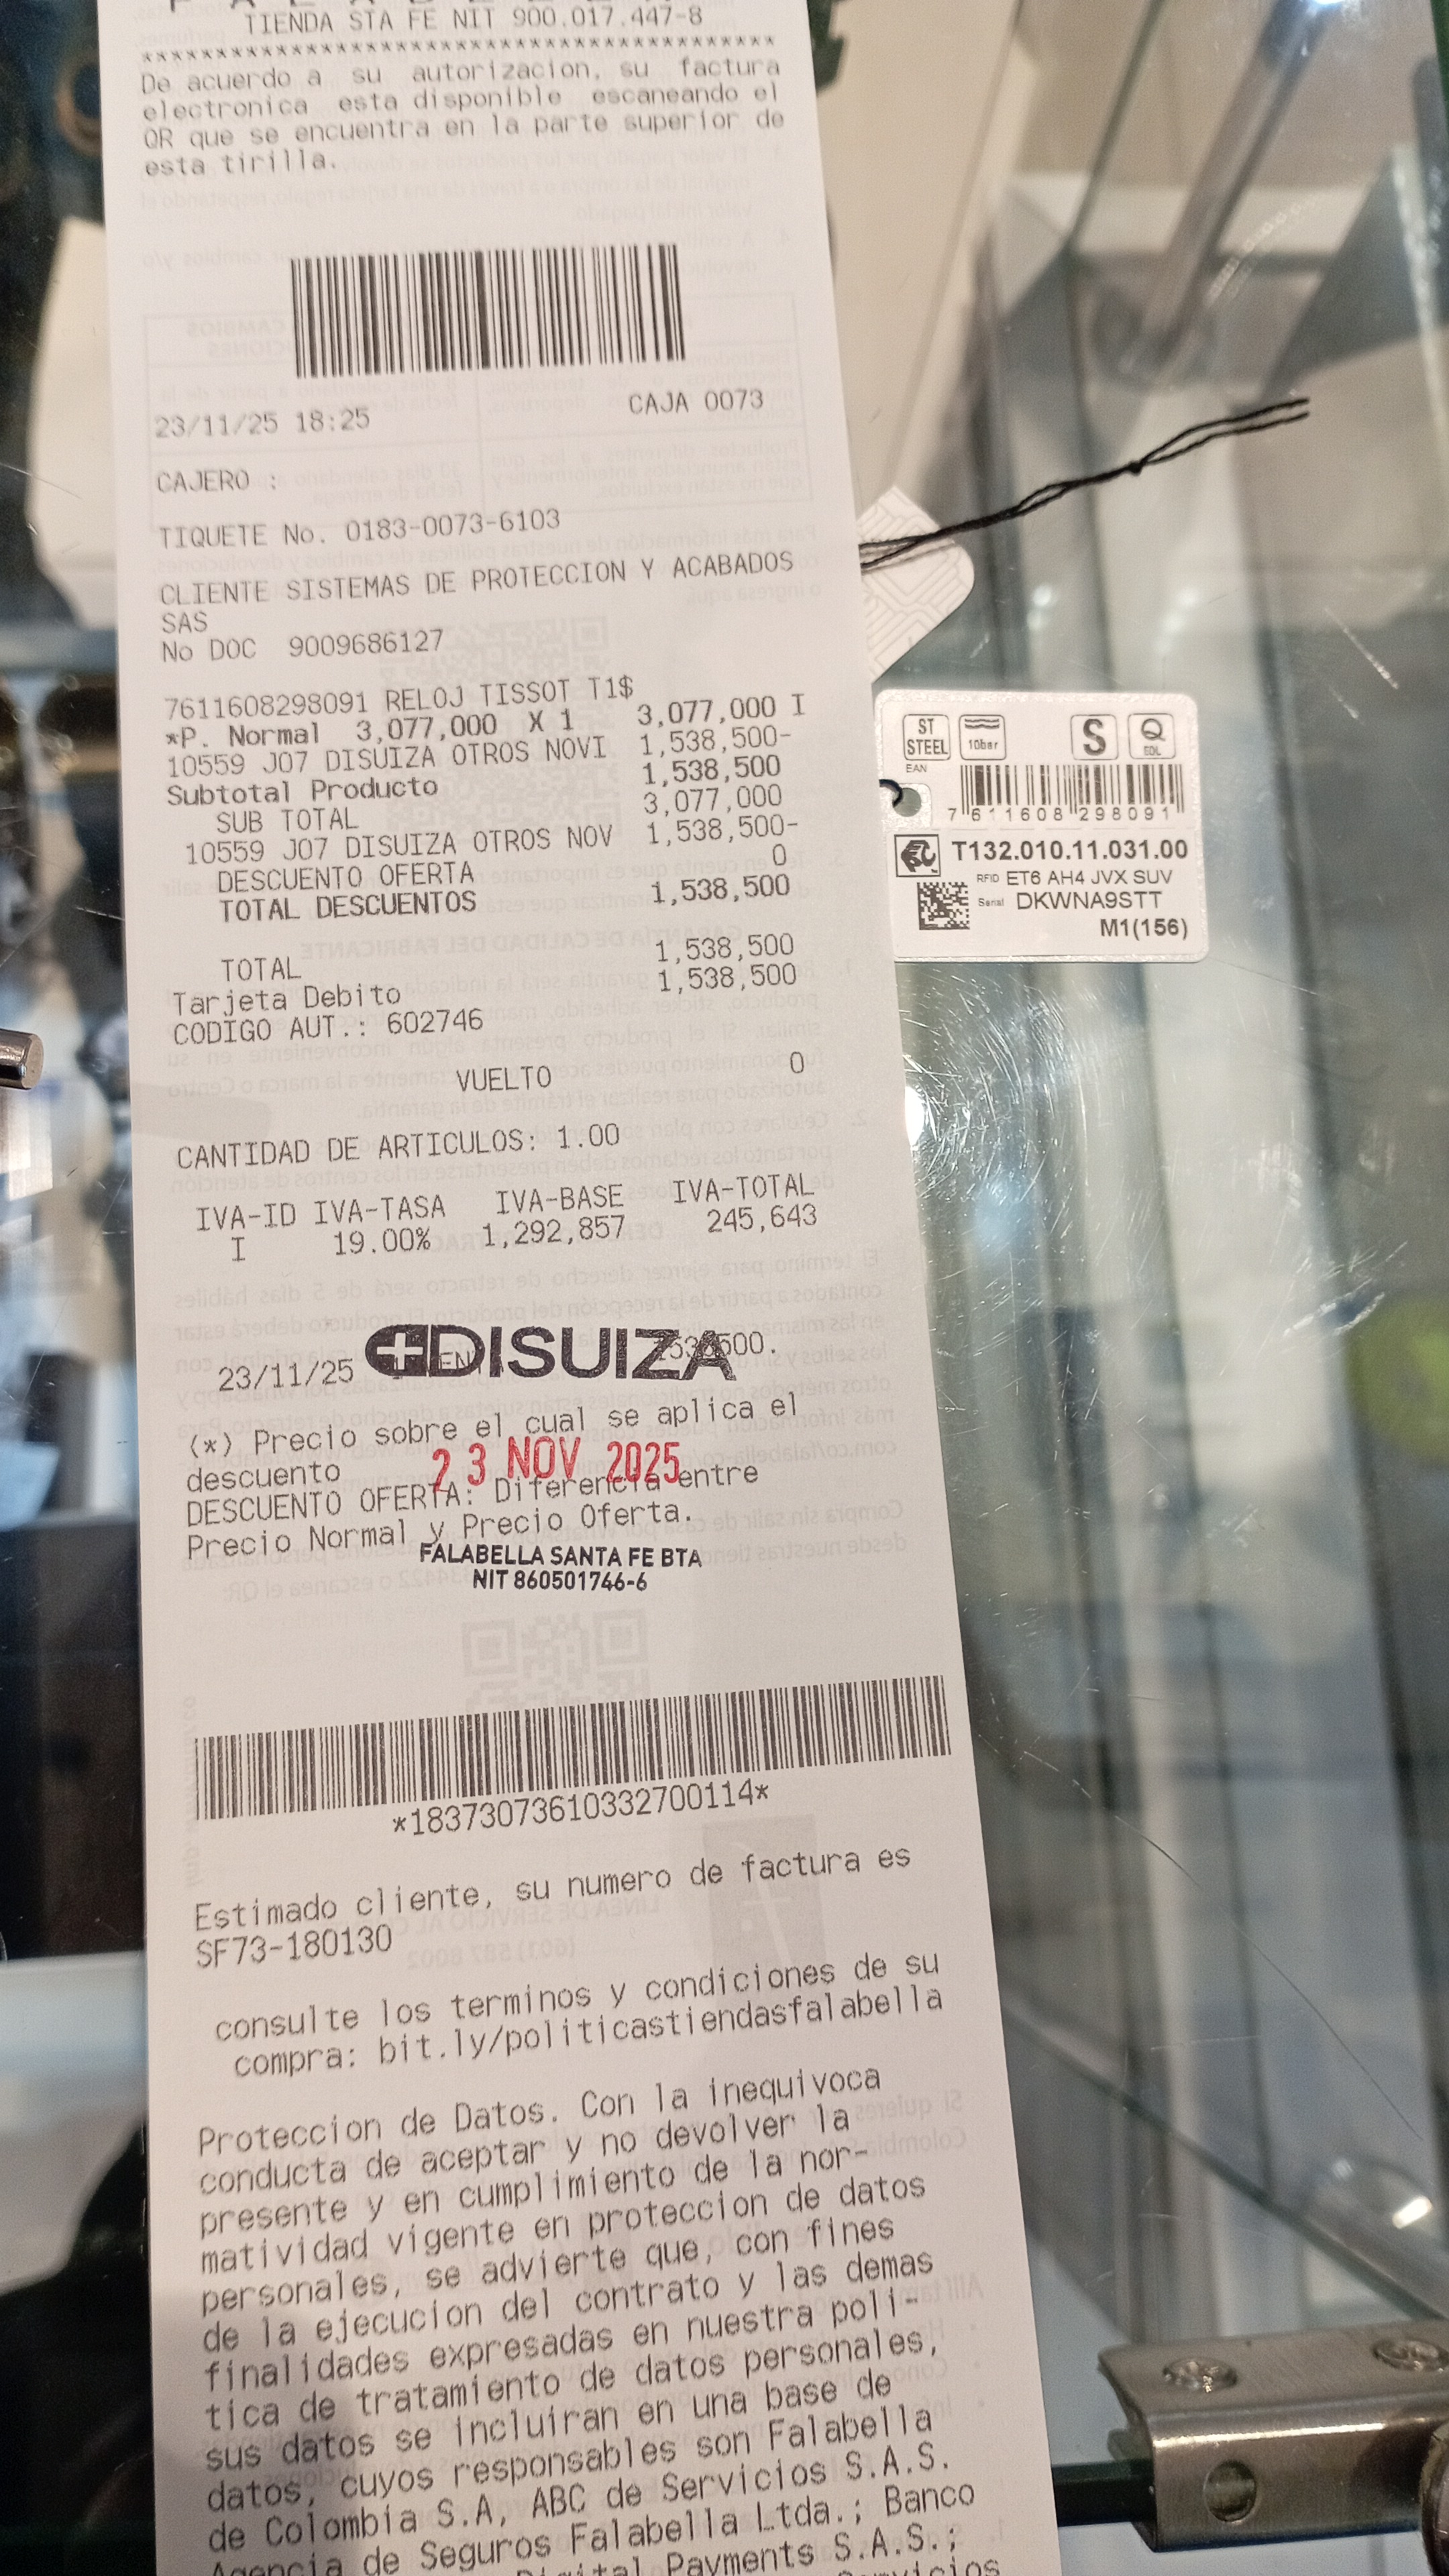 TIENDA STA FE NIT 900.017.447-8
******************************************
De acuerdo a su autorizacion, su factura
electronica esta disponible escaneando el
QR que se encuentra en la parte superior de
esta tirilla.
23/11/25 18:25 CAJA 0073
CAJERO :
TIQUETE No. 0183-0073-6103
CLIENTE SISTEMAS DE PROTECCION Y ACABADOS
SAS
No DOC 9009686127
7611608298091 RELOJ TISSOT T1$
*P. Normal 3,077,000 X 1 3,077,000 I
10559 J07 DISUIZA OTROS NOVI 1,538,500-
Subtotal Producto 1,538,500
SUB TOTAL 3,077,000
10559 J07 DISUIZA OTROS NOV 1,538,500-
DESCUENTO OFERTA 0
TOTAL DESCUENTOS 1,538,500
TOTAL 1,538,500
Tarjeta Debito 1,538,500
CODIGO AUT.: 602746
VUELTO 0
CANTIDAD DE ARTICULOS: 1.00
IVA-ID IVA-TASA IVA-BASE IVA-TOTAL
I 19.00% 1,292,857 245,643
23/11/25
DISUIZA
(*) Precio sobre el cual se aplica el
descuento
23 NOV 2025
DESCUENTO OFERTA: Diferencia entre
Precio Normal y Precio Oferta.
FALABELLA SANTA FE BTA
NIT 860501746-6
*18373073610332700114*
Estimado cliente, su numero de factura es
SF73-180130
consulte los terminos y condiciones de su
compra: bit.ly/politicastiendasfalabella
Proteccion de Datos. Con la inequivoca
conducta de aceptar y no devolver la
presente y en cumplimiento de la nor-
matividad vigente en proteccion de datos
personales, se advierte que, con fines
de la ejecucion del contrato y las demas
finalidades expresadas en nuestra poli-
tica de tratamiento de datos personales,
sus datos se incluiran en una base de
datos, cuyos responsables son Falabella
de Colombia S.A, ABC de Servicios S.A.S.
Agencia de Seguros Falabella Ltda.; Banco
Payments S.A.S.;
ST
STEEL
10bar
S
Q
EOL
EAN
7 611608 298091
T132.010.11.031.00
RFID ET6 AH4 JVX SUV
Serial DKWNA9STT
M1(156)